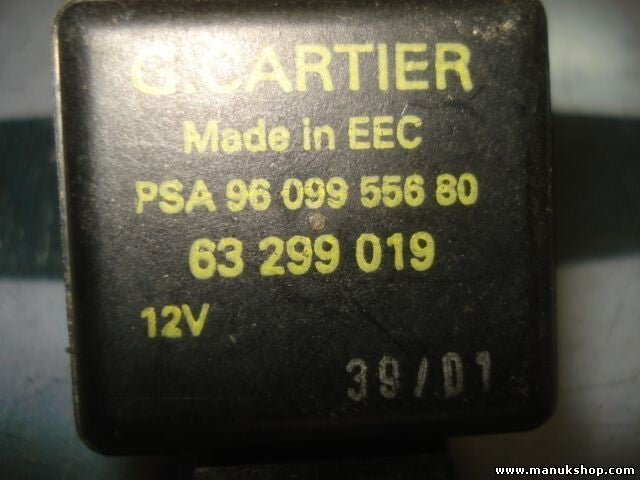 G.CARTIER
Made in EEC
PSA 96 099 556 80
63 299 019
12V
39/01
www.manukshop.com